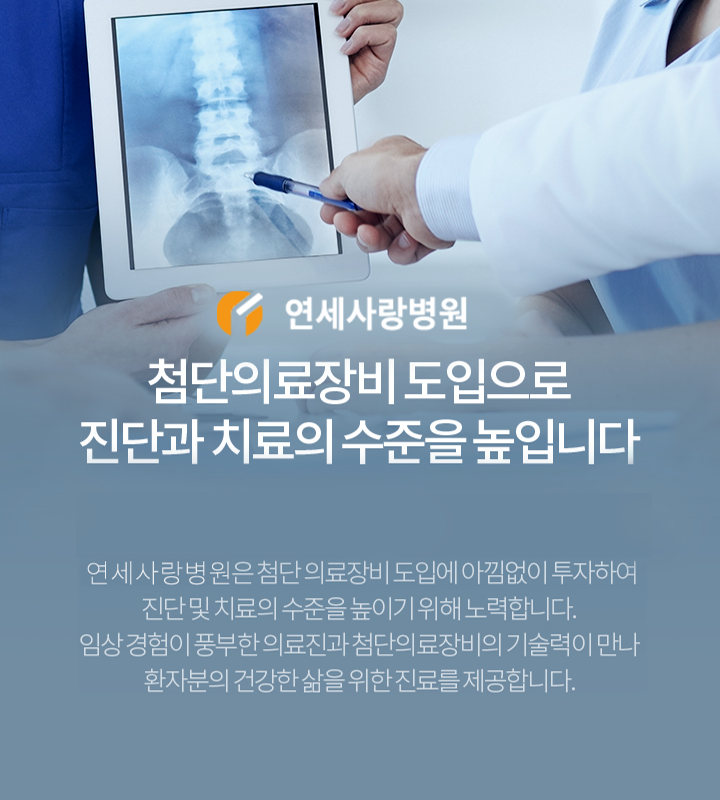 연세사랑병원
첨단의료장비 도입으로
진단과 치료의 수준을 높입니다
연세사랑병원은 첨단 의료장비 도입에 아낌없이 투자하여
진단 및 치료의 수준을 높이기 위해 노력합니다.
임상 경험이 풍부한 의료진과 첨단의료장비의 기술력이 만나
환자분의 건강한 삶을 위한 진료를 제공합니다.